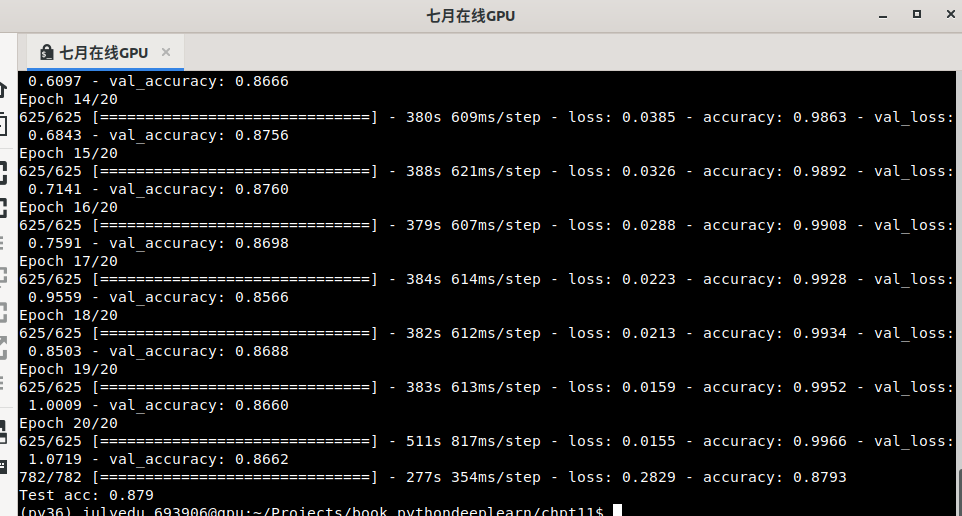 七月在线GPU
七月在线GPU
0.6097 - val_accuracy: 0.8666
Epoch 14/20
625/625 [==============================] - 380s 609ms/step - loss: 0.0385 - accuracy: 0.9863 - val_loss:
0.6843 - val_accuracy: 0.8756
Epoch 15/20
625/625 [==============================] - 388s 621ms/step - loss: 0.0326 - accuracy: 0.9892 - val_loss:
0.7141 - val_accuracy: 0.8760
Epoch 16/20
625/625 [==============================] - 379s 607ms/step - loss: 0.0288 - accuracy: 0.9908 - val_loss:
0.7591 - val_accuracy: 0.8698
Epoch 17/20
625/625 [==============================] - 384s 614ms/step - loss: 0.0223 - accuracy: 0.9928 - val_loss:
0.9559 - val_accuracy: 0.8566
Epoch 18/20
625/625 [==============================] - 382s 612ms/step - loss: 0.0213 - accuracy: 0.9934 - val_loss:
0.8503 - val_accuracy: 0.8688
Epoch 19/20
625/625 [==============================] - 383s 613ms/step - loss: 0.0159 - accuracy: 0.9952 - val_loss:
1.0009 - val_accuracy: 0.8660
Epoch 20/20
625/625 [==============================] - 511s 817ms/step - loss: 0.0155 - accuracy: 0.9966 - val_loss:
1.0719 - val_accuracy: 0.8662
782/782 [==============================] - 277s 354ms/step - loss: 0.2829 - accuracy: 0.8793
Test acc: 0.879
(py36) julyedu_693906@gpu:~/Projects/book_pythondeeplearn/chpt11$